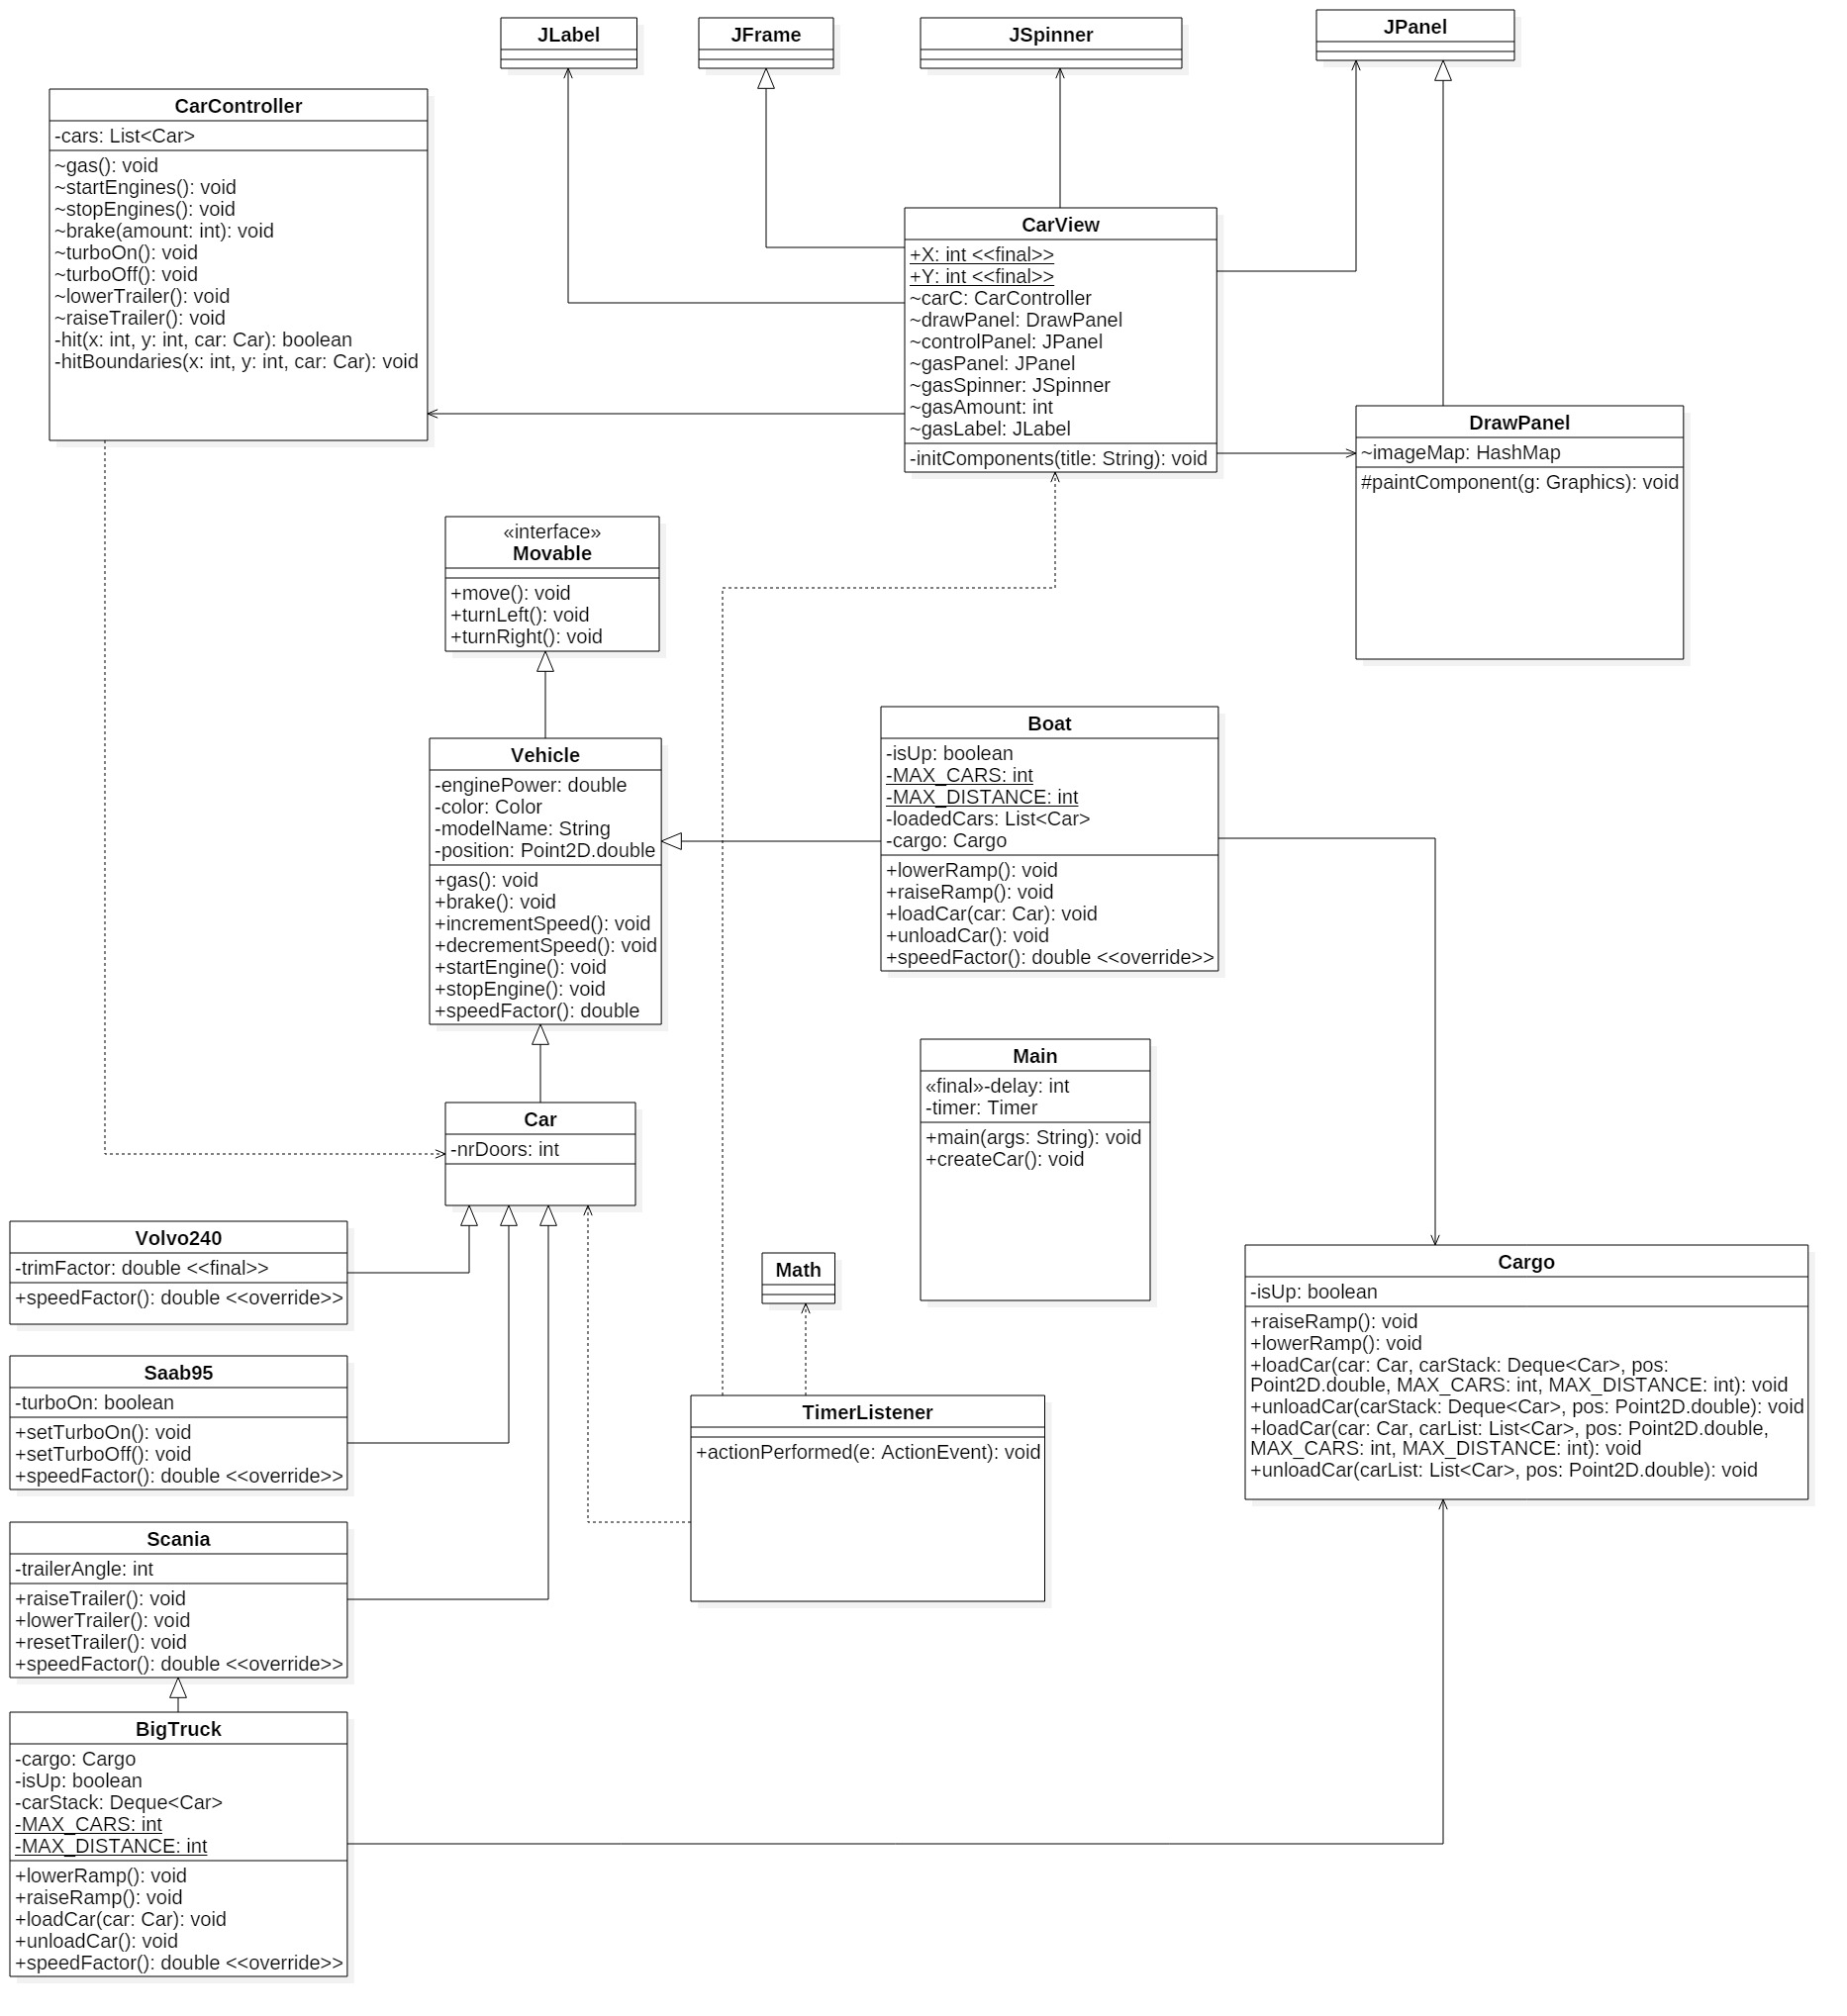 JLabel
JFrame
JSpinner
JPanel
CarController
-cars: List<Car>
~gas(): void
~startEngines(): void
~stopEngines(): void
~brake(amount: int): void
~turboOn(): void
~turboOff(): void
~lowerTrailer(): void
~raiseTrailer(): void
-hit(x: int, y: int, car: Car): boolean
-hitBoundaries(x: int, y: int, car: Car): void
CarView
+X: int <<final>>
+Y: int <<final>>
~carC: CarController
~drawPanel: DrawPanel
~controlPanel: JPanel
~gasPanel: JPanel
~gasSpinner: JSpinner
~gasAmount: int
~gasLabel: JLabel
-initComponents(title: String): void
DrawPanel
~imageMap: HashMap
#paintComponent(g: Graphics): void
«interface»
Movable
+move(): void
+turnLeft(): void
+turnRight(): void
Vehicle
-enginePower: double
-color: Color
-modelName: String
-position: Point2D.double
+gas(): void
+brake(): void
+incrementSpeed(): void
+decrementSpeed(): void
+startEngine(): void
+stopEngine(): void
+speedFactor(): double
Boat
-isUp: boolean
-MAX_CARS: int
-MAX_DISTANCE: int
-loadedCars: List<Car>
-cargo: Cargo
+lowerRamp(): void
+raiseRamp(): void
+loadCar(car: Car): void
+unloadCar(): void
+speedFactor(): double <<override>>
Main
«final»-delay: int
-timer: Timer
+main(args: String): void
+createCar(): void
Car
-nrDoors: int
Volvo240
-trimFactor: double <<final>>
+speedFactor(): double <<override>>
Math
Cargo
-isUp: boolean
+raiseRamp(): void
+lowerRamp(): void
+loadCar(car: Car, carStack: Deque<Car>, pos:
Point2D.double, MAX_CARS: int, MAX_DISTANCE: int): void
+unloadCar(carStack: Deque<Car>, pos: Point2D.double): void
+loadCar(car: Car, carList: List<Car>, pos: Point2D.double,
MAX_CARS: int, MAX_DISTANCE: int): void
+unloadCar(carList: List<Car>, pos: Point2D.double): void
Saab95
-turboOn: boolean
+setTurboOn(): void
+setTurboOff(): void
+speedFactor(): double <<override>>
TimerListener
+actionPerformed(e: ActionEvent): void
Scania
-trailerAngle: int
+raiseTrailer(): void
+lowerTrailer(): void
+resetTrailer(): void
+speedFactor(): double <<override>>
BigTruck
-cargo: Cargo
-isUp: boolean
-carStack: Deque<Car>
-MAX_CARS: int
-MAX_DISTANCE: int
+lowerRamp(): void
+raiseRamp(): void
+loadCar(car: Car): void
+unloadCar(): void
+speedFactor(): double <<override>>